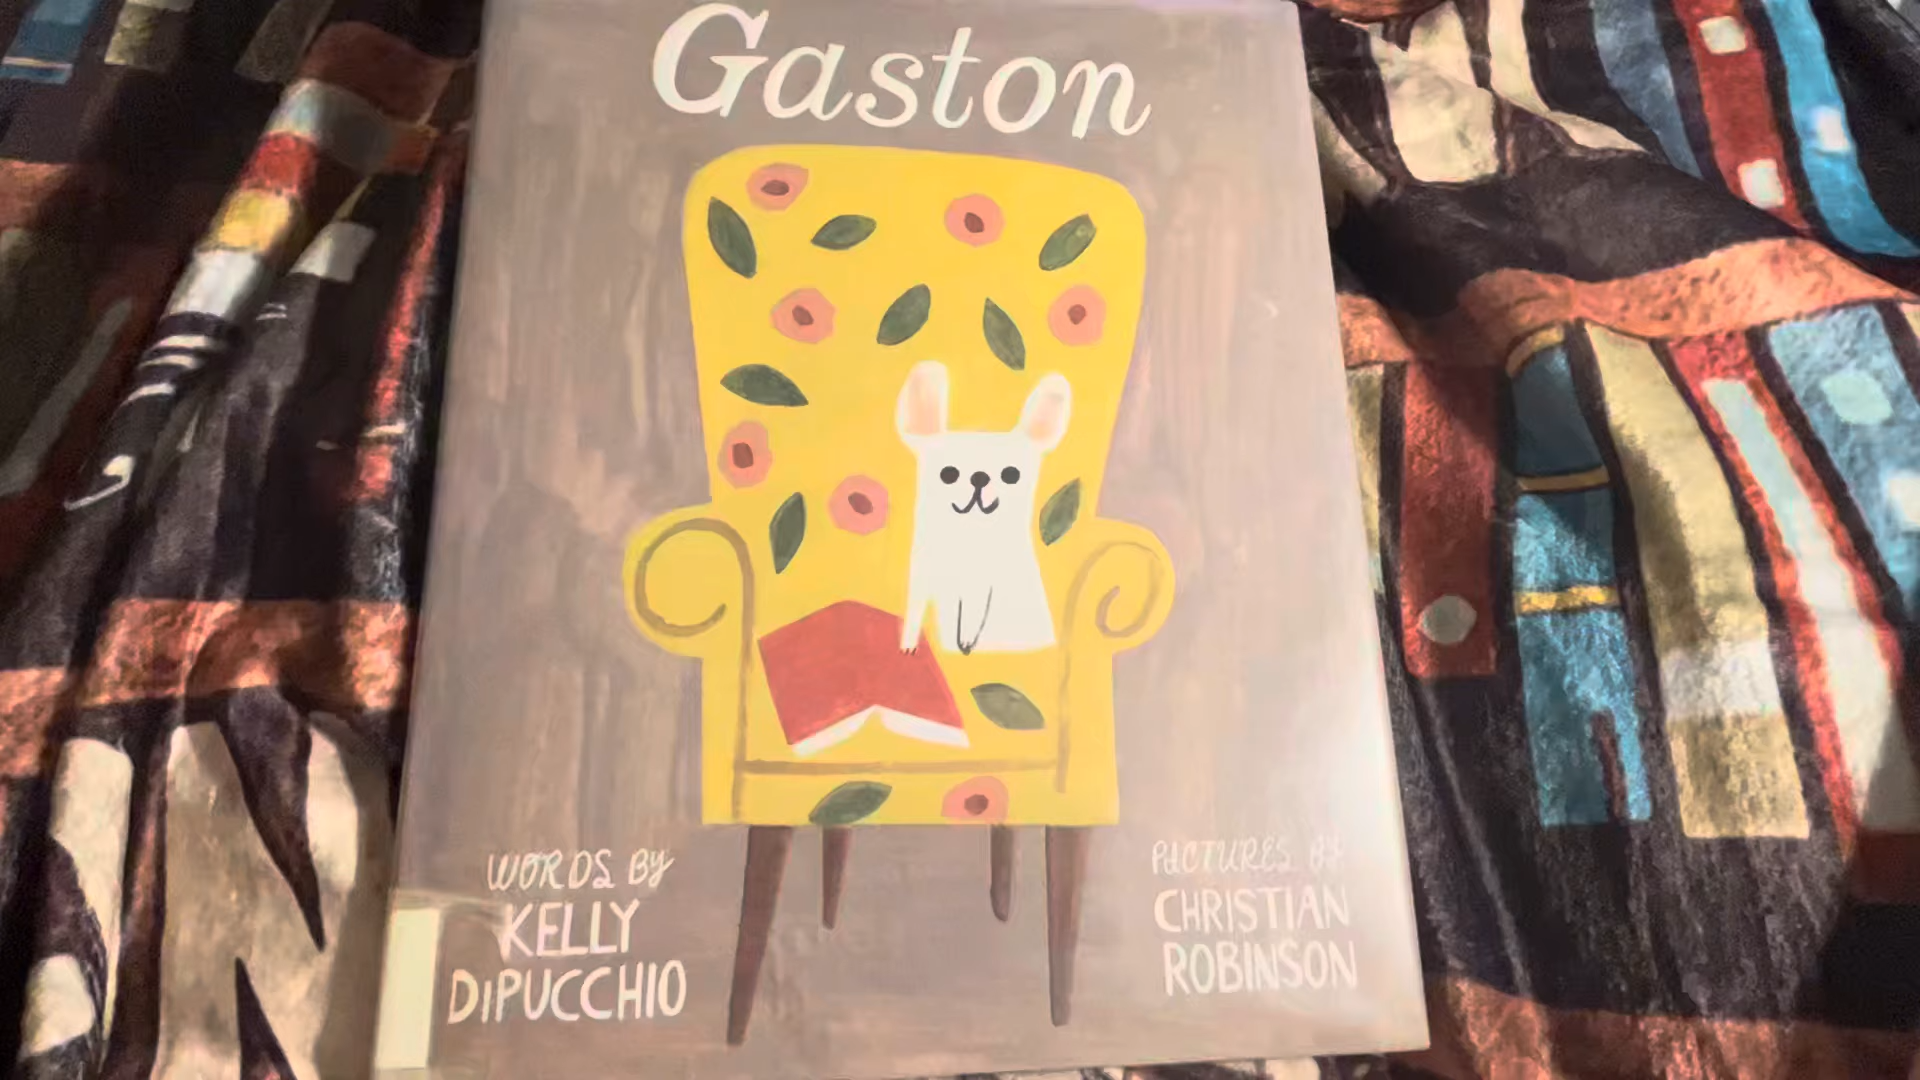 Gaston
WORDS BY
KELLY
DiPUCCHIO
PICTURES BY
CHRISTIAN
ROBINSON